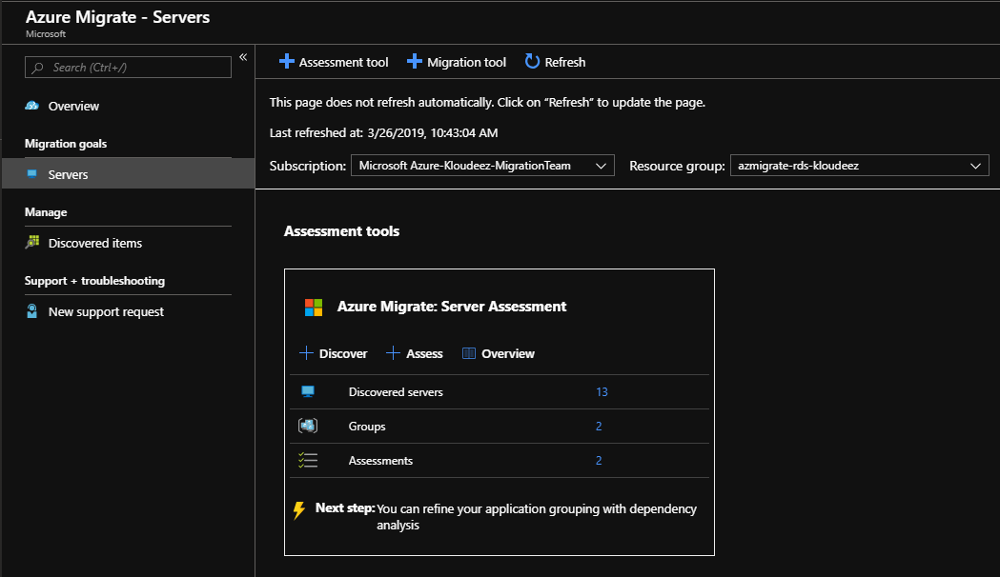 Azure Migrate - Servers
Microsoft
Search (Ctrl+/)
«
Overview
Migration goals
Servers
Manage
Discovered items
Support + troubleshooting
New support request
Assessment tool
Migration tool
Refresh
This page does not refresh automatically. Click on “Refresh” to update the page.
Last refreshed at: 3/26/2019, 10:43:04 AM
Subscription: Microsoft Azure-Kloudeez-MigrationTeam
Resource group: azmigrate-rds-kloudeez
Assessment tools
Azure Migrate: Server Assessment
Discover
Assess
Overview
Discovered servers 13
Groups 2
Assessments 2
Next step: You can refine your application grouping with dependency
analysis